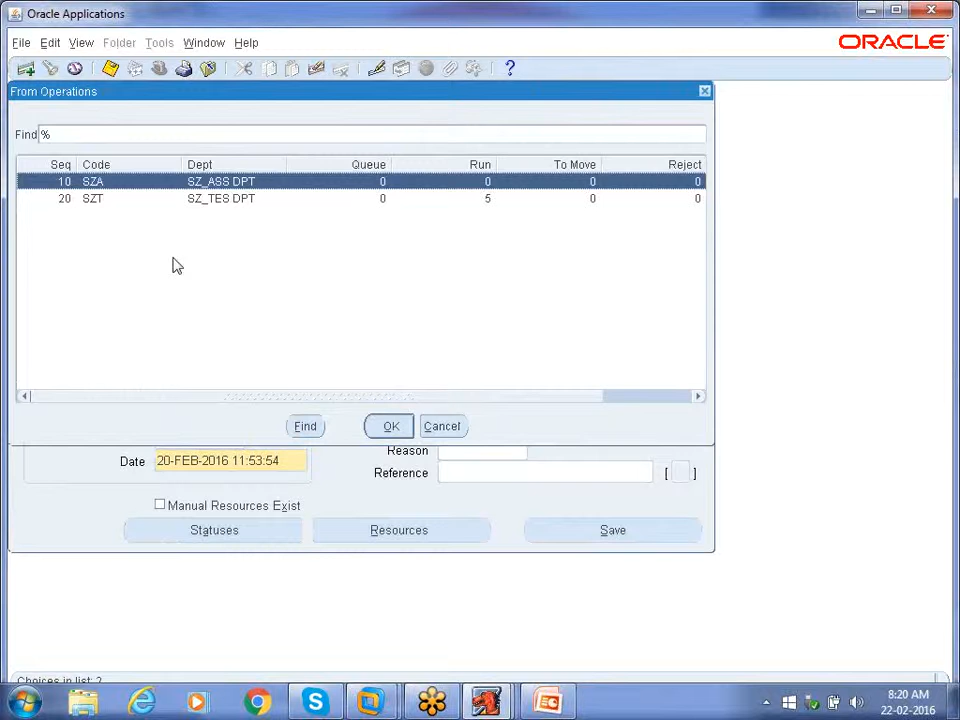 Oracle Applications
File Edit View Folder Tools Window Help
ORACLE
?
From Operations
Find %
Seq Code Dept Queue Run To Move Reject
10 SZA SZ_ASS DPT 0 0 0 0
20 SZT SZ_TES DPT 0 5 0 0
Find OK Cancel
Reason
Date 20-FEB-2016 11:53:54
Reference [ ]
Manual Resources Exist
Statuses Resources Save
Choices in list: 2
8:20 AM
22-02-2016